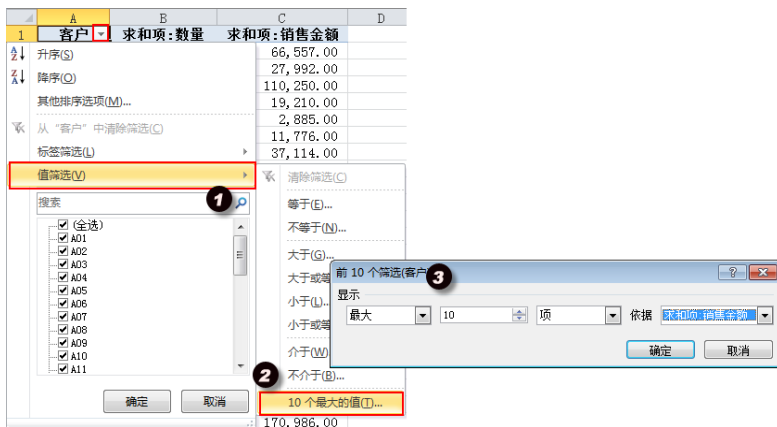 A B C D
1 客户 求和项:数量 求和项:销售金额
升序(S) 66,557.00
27,992.00
降序(O) 110,250.00
其他排序选项(M)... 19,210.00
2,885.00
从“客户”中清除筛选(C) 11,776.00
标签筛选(L) 37,114.00
值筛选(V) 清除筛选(C)
1
搜索 等于(E)...
(全选) 不等于(N)...
A01
A02 大于(G)...
A03
A04 大于或等
A05
A06 小于(L)...
A07
A08 小于或等
A09
A10 介于(W)
A11 不介于(B)...
2
确定 取消 10 个最大的值(T)...
170,986.00
前 10 个筛选(客户
3
显示
最大 10 项 依据 求和项:销售金额
确定 取消